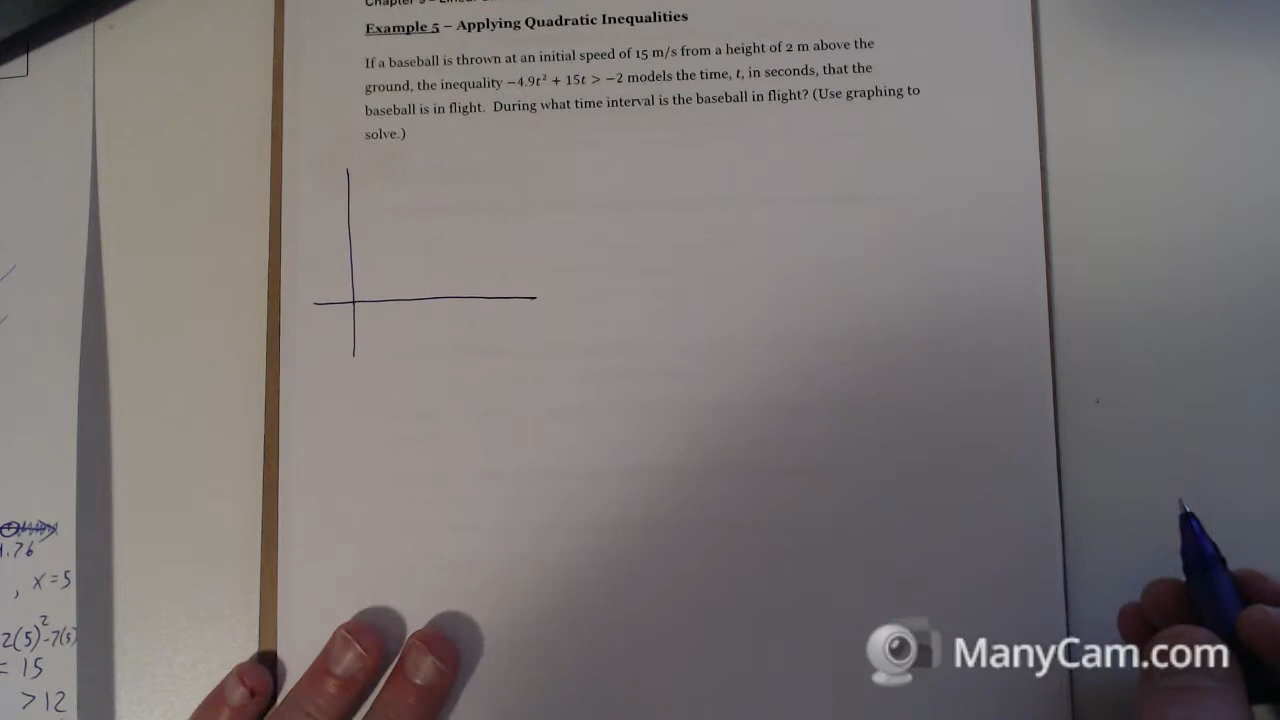 Example 5 – Applying Quadratic Inequalities
If a baseball is thrown at an initial speed of 15 m/s from a height of 2 m above the
ground, the inequality −4.9t² + 15t > −2 models the time, t, in seconds, that the
baseball is in flight. During what time interval is the baseball in flight? (Use graphing to
solve.)
1.76
, x=5
2(5)²-7(5)
= 15
>12
ManyCam.com